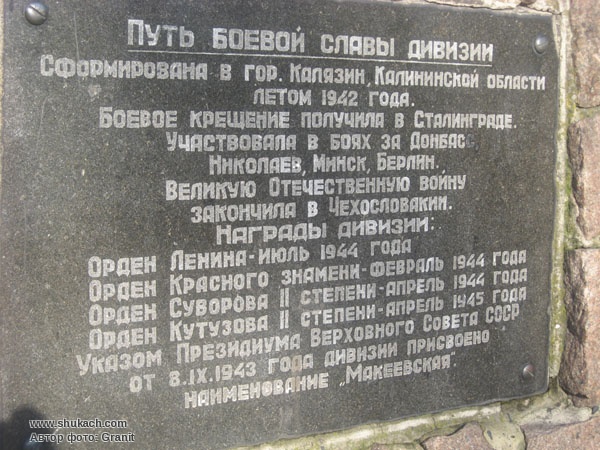 Путь боевой славы дивизии
Сформирована в гор. Калязин, Калининской области
летом 1942 года.
Боевое крещение получила в Сталинграде.
Участвовала в боях за Донбасс
Николаев, Минск, Берлин.
Великую Отечественную войну
закончила в Чехословакии.
Награды дивизии:
Орден Ленина-июль 1944 года
Орден Красного знамени-февраль 1944 года
Орден Суворова II степени-апрель 1944 года
Орден Кутузова II степени-апрель 1945 года
Указом Президиума Верховного Совета СССР
от 8.IX.1943 года дивизии присвоено
наименование „Макеевская"
www.shukach.com
Автор фото: Granit